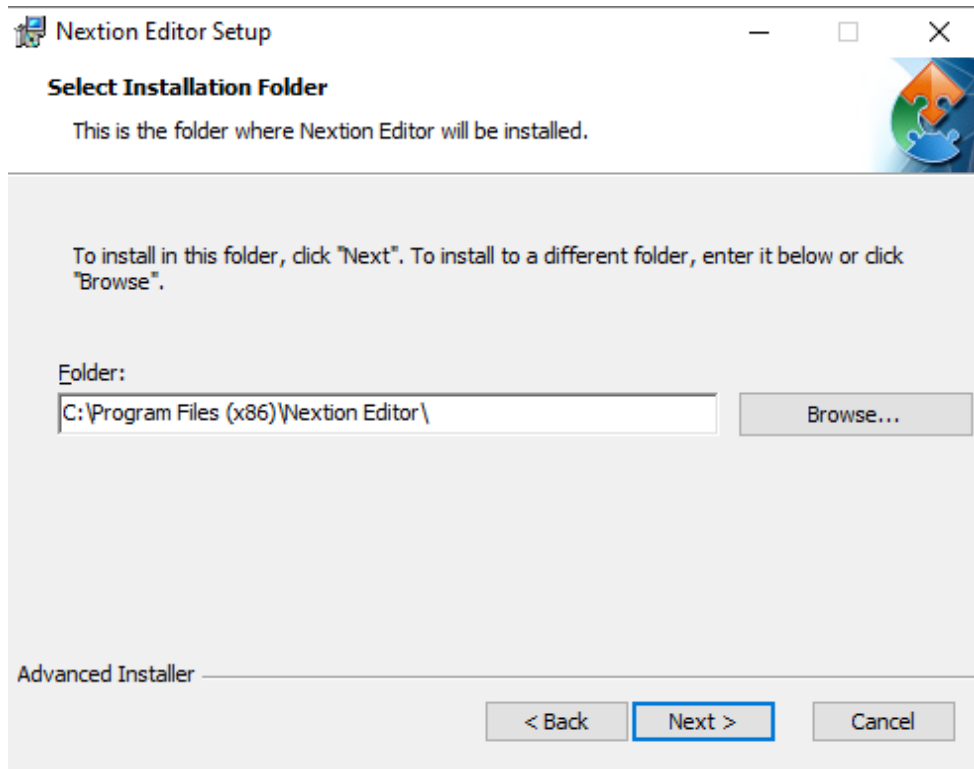 Nextion Editor Setup
Select Installation Folder
This is the folder where Nextion Editor will be installed.
To install in this folder, click "Next". To install to a different folder, enter it below or click
"Browse".
Folder:
C:\Program Files (x86)\Nextion Editor\
Browse...
Advanced Installer
< Back
Next >
Cancel